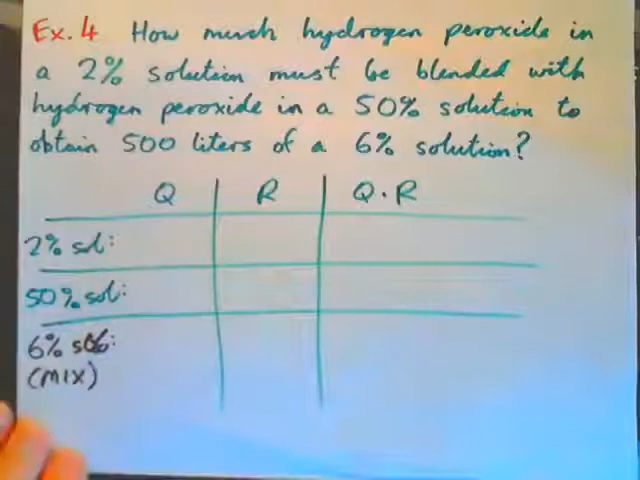 Ex. 4 How much hydrogen peroxide in
a 2% solution must be blended with
hydrogen peroxide in a 50% solution to
obtain 500 liters of a 6% solution?
Q R Q · R
2% sol:
50% sol:
6% sol:
(MIX)